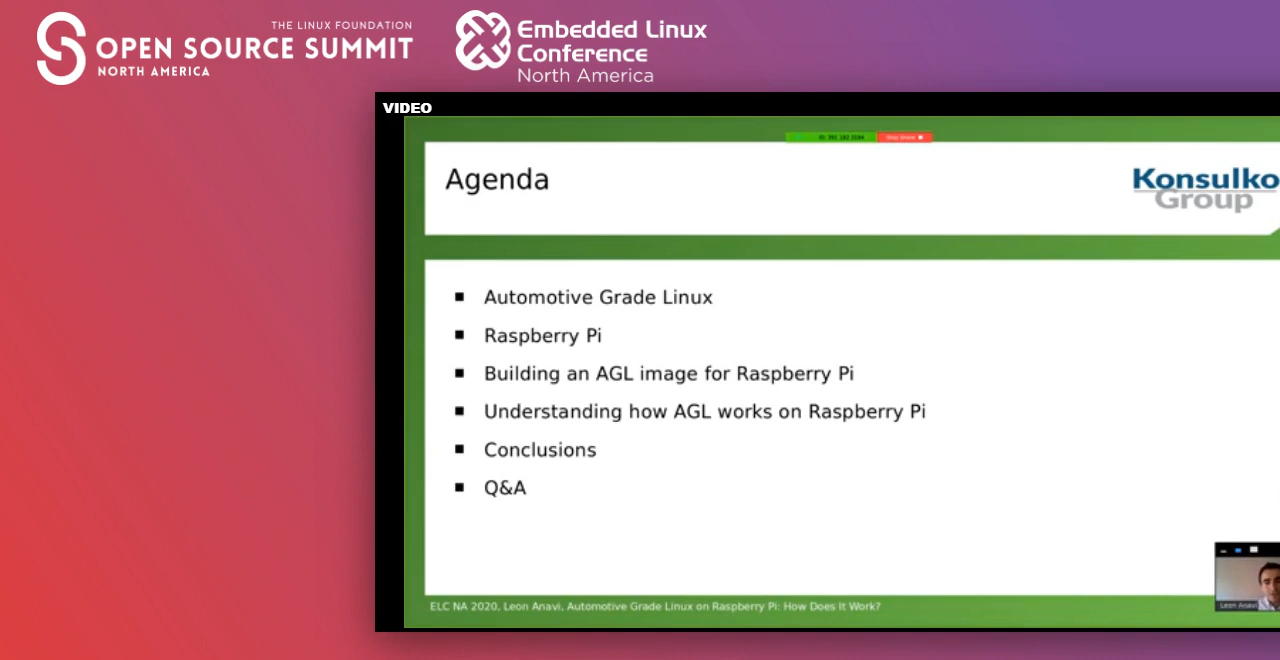 THE LINUX FOUNDATION
OPEN SOURCE SUMMIT
NORTH AMERICA
Embedded Linux
Conference
North America
VIDEO
Agenda
Konsulko
Group
Automotive Grade Linux
Raspberry Pi
Building an AGL image for Raspberry Pi
Understanding how AGL works on Raspberry Pi
Conclusions
Q&A
Leon Anavi
ELC NA 2020, Leon Anavi, Automotive Grade Linux on Raspberry Pi: How Does It Work?